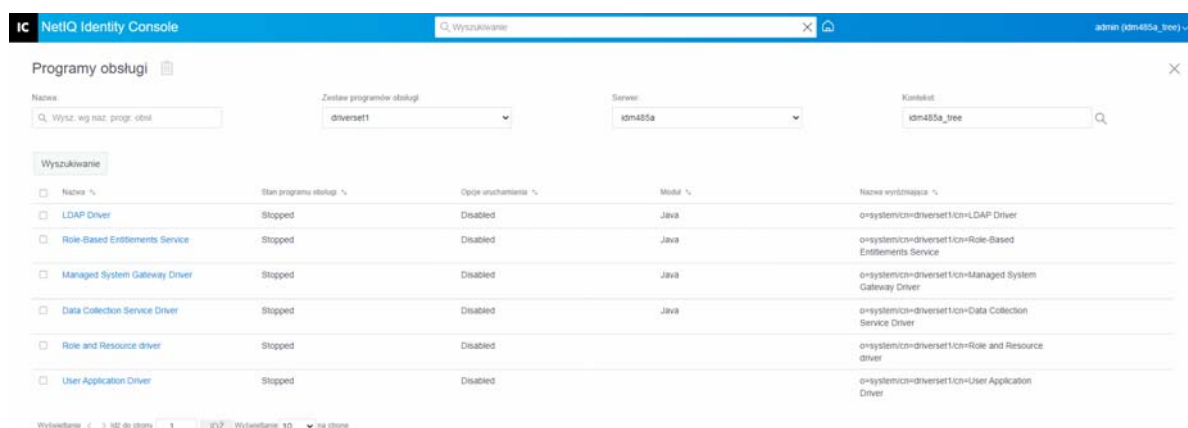 IC NetIQ Identity Console
Wyszukiwanie
admin (idm485a_tree)
Programy obsługi
Nazwa:
Zestaw programów obsługi
Serwer:
Kontekst:
Wysz. wg naz. progr. obsł.
driverset1
idm485a
idm485a_tree
Wyszukiwanie
Nazwa
Stan programu obsługi
Opcje uruchamiania
Moduł
Nazwa wyróżniająca
LDAP Driver
Stopped
Disabled
Java
o=system/cn=driverset1/cn=LDAP Driver
Role-Based Entitlements Service
Stopped
Disabled
Java
o=system/cn=driverset1/cn=Role-Based
Entitlements Service
Managed System Gateway Driver
Stopped
Disabled
Java
o=system/cn=driverset1/cn=Managed System
Gateway Driver
Data Collection Service Driver
Stopped
Disabled
Java
o=system/cn=driverset1/cn=Data Collection
Service Driver
Role and Resource driver
Stopped
Disabled
o=system/cn=driverset1/cn=Role and Resource
driver
User Application Driver
Stopped
Disabled
o=system/cn=driverset1/cn=User Application
Driver
Wyświetlanie < > Idź do strony 1 IDŹ Wyświetlanie 10 na stronę